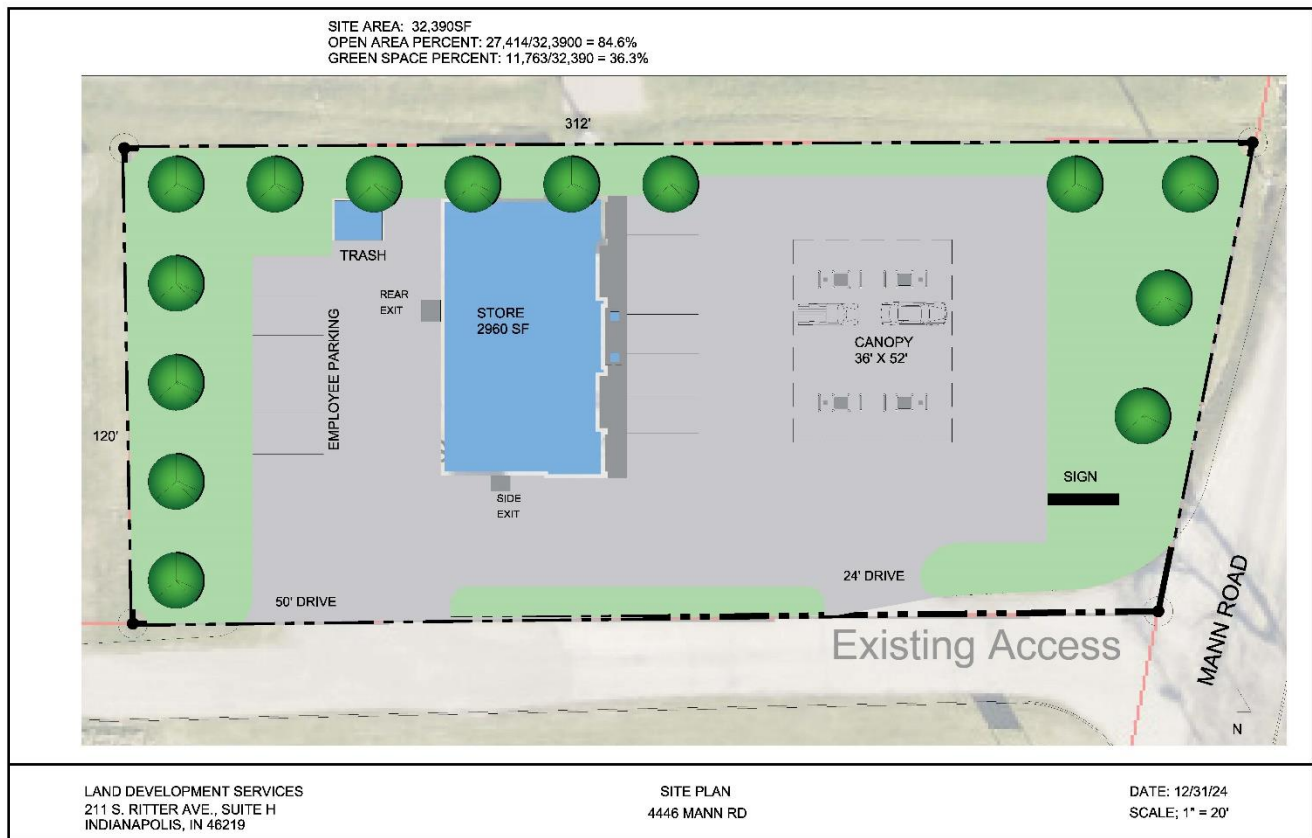 SITE AREA: 32,390SF
OPEN AREA PERCENT: 27,414/32,3900 = 84.6%
GREEN SPACE PERCENT: 11,763/32,390 = 36.3%
312'
TRASH
REAR
EXIT
STORE
2960 SF
EMPLOYEE PARKING
CANOPY
36' X 52'
120'
SIGN
SIDE
EXIT
24' DRIVE
50' DRIVE
Existing Access
MANN ROAD
N
LAND DEVELOPMENT SERVICES
211 S. RITTER AVE., SUITE H
INDIANAPOLIS, IN 46219
SITE PLAN
4446 MANN RD
DATE: 12/31/24
SCALE; 1" = 20'